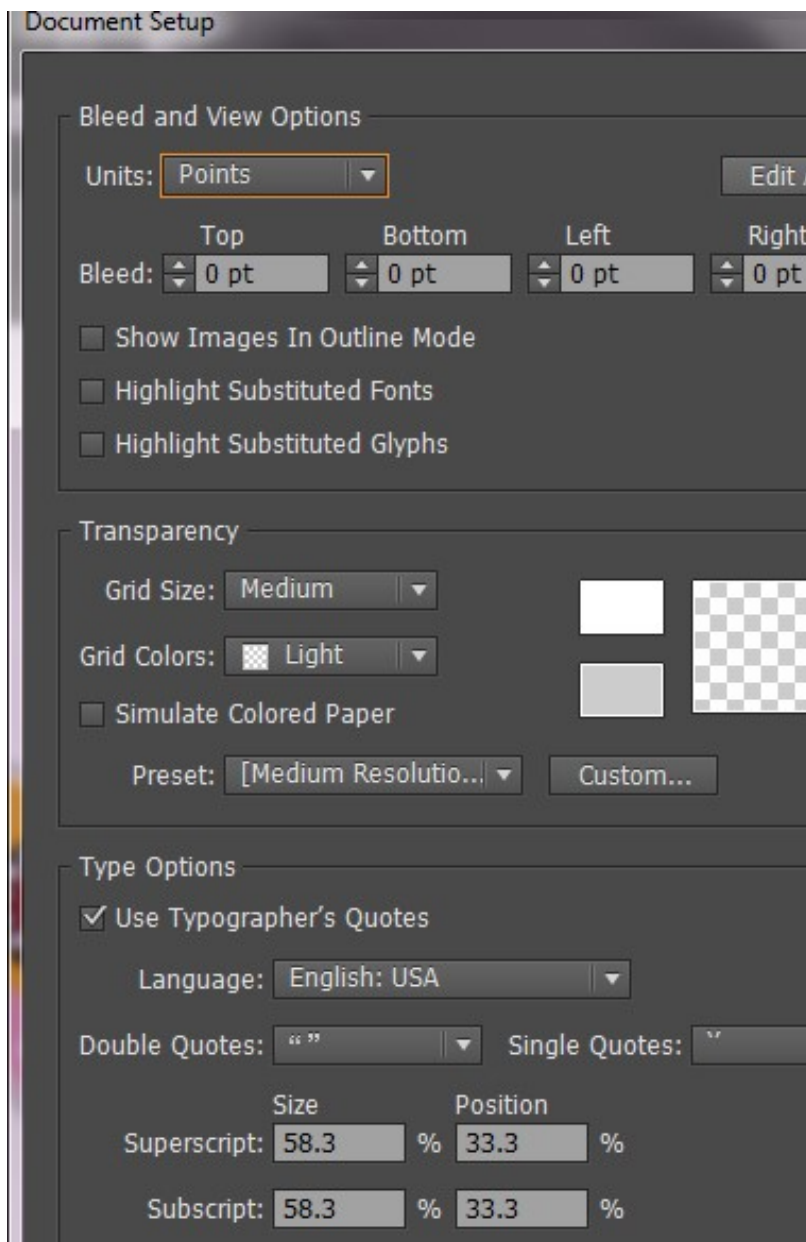 Document Setup
Bleed and View Options
Units: Points Edit
Top Bottom Left Right
Bleed: 0 pt 0 pt 0 pt 0 pt
Show Images In Outline Mode
Highlight Substituted Fonts
Highlight Substituted Glyphs
Transparency
Grid Size: Medium
Grid Colors: Light
Simulate Colored Paper
Preset: [Medium Resolutio... Custom...
Type Options
Use Typographer's Quotes
Language: English: USA
Double Quotes: “ ” Single Quotes: ‘ ’
Size Position
Superscript: 58.3 % 33.3 %
Subscript: 58.3 % 33.3 %